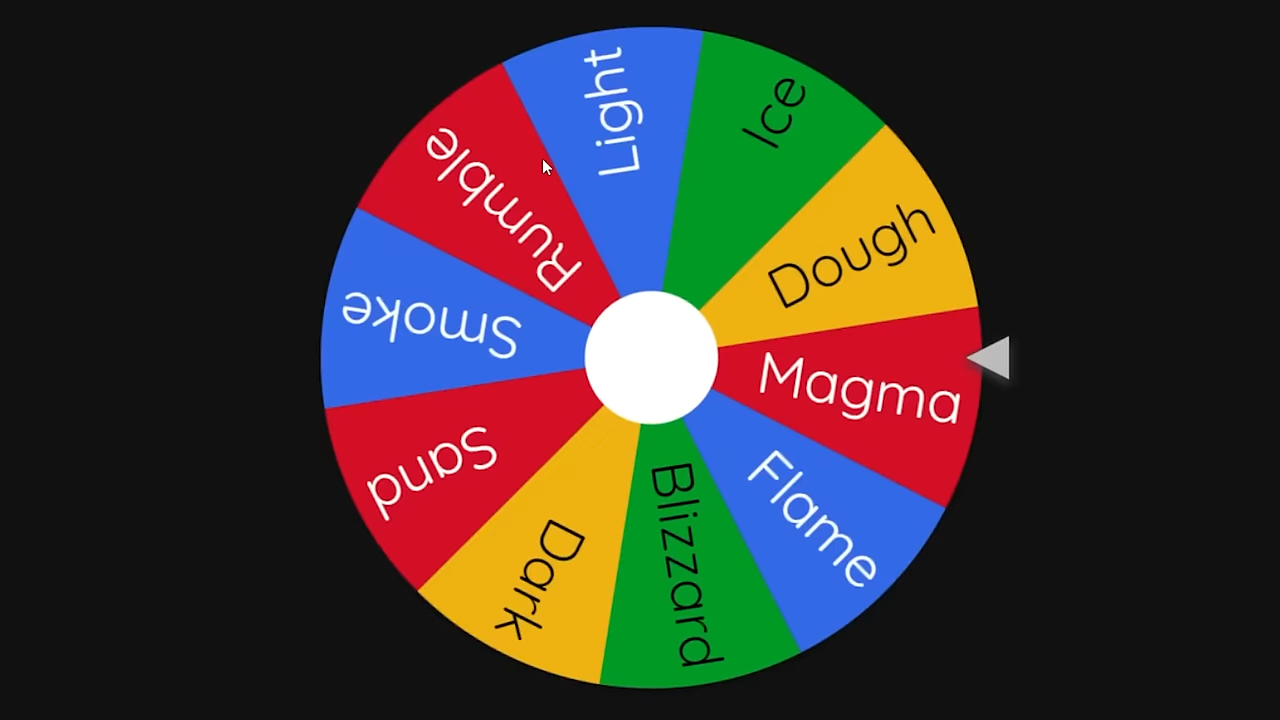 Light
Ice
Dough
Magma
Flame
Blizzard
Dark
Sand
Smoke
Rumble